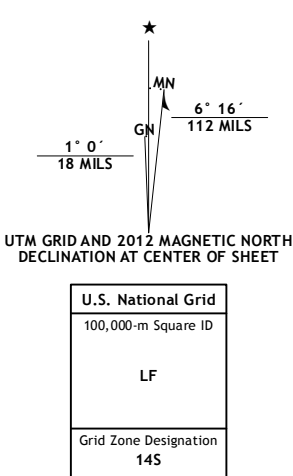 ★
MN
6° 16´
112 MILS
GN
1° 0´
18 MILS
UTM GRID AND 2012 MAGNETIC NORTH
DECLINATION AT CENTER OF SHEET
U.S. National Grid
100,000-m Square ID
LF
Grid Zone Designation
14S